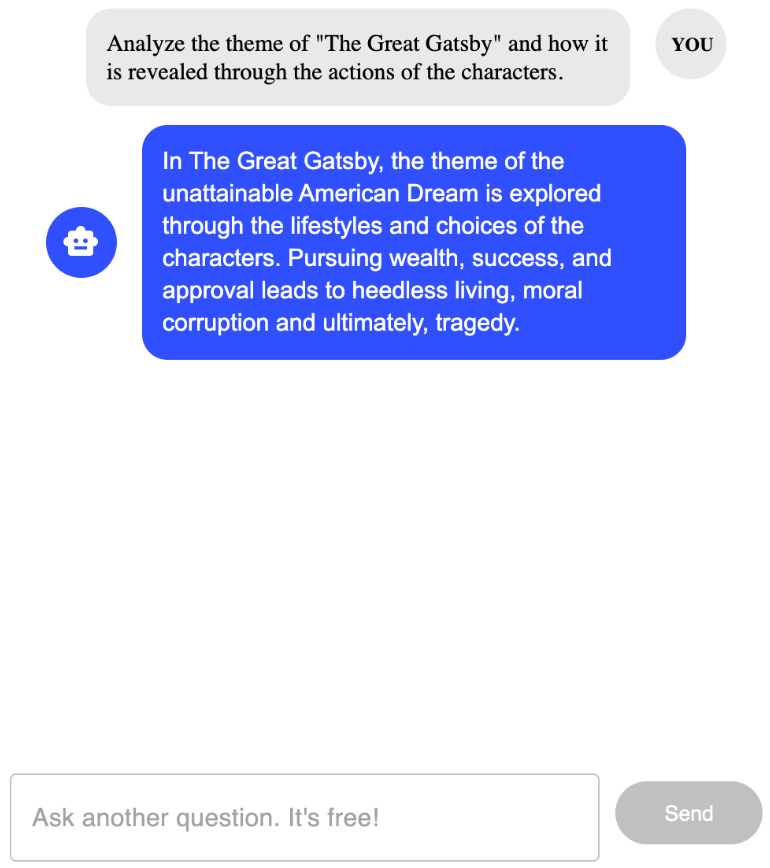 Analyze the theme of "The Great Gatsby" and how it
is revealed through the actions of the characters.
YOU
In The Great Gatsby, the theme of the
unattainable American Dream is explored
through the lifestyles and choices of the
characters. Pursuing wealth, success, and
approval leads to heedless living, moral
corruption and ultimately, tragedy.
Ask another question. It's free!
Send